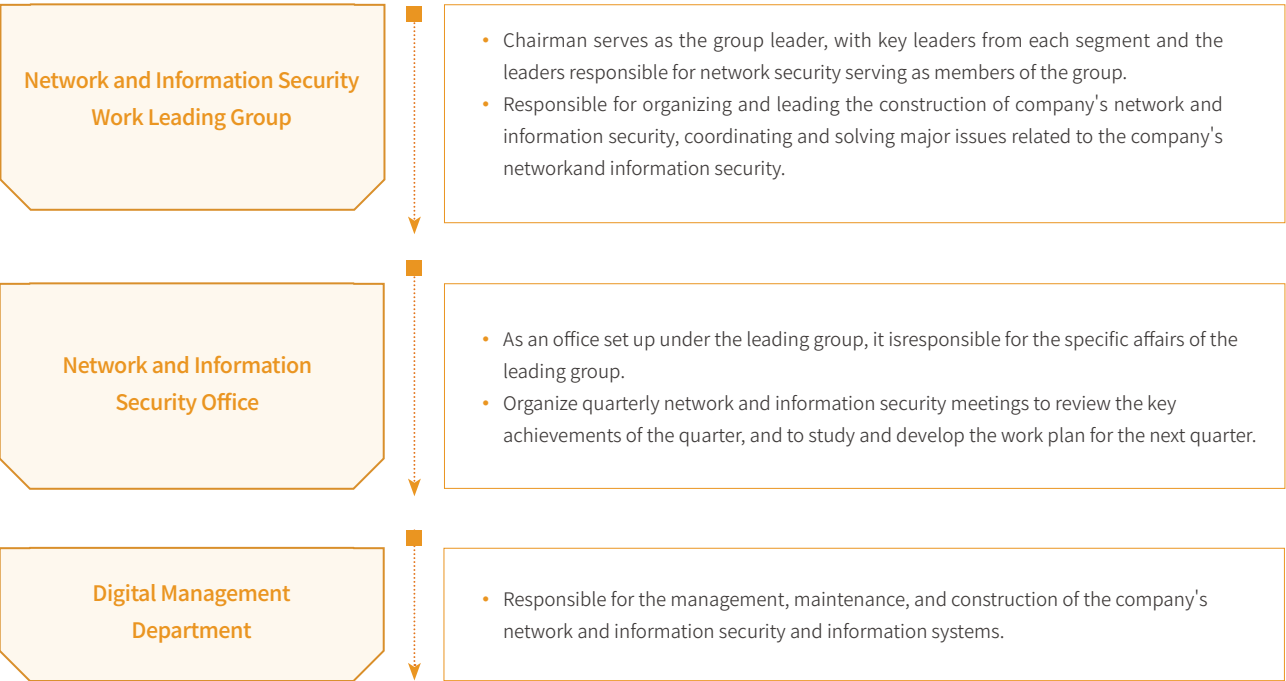 Network and Information Security
Work Leading Group
• Chairman serves as the group leader, with key leaders from each segment and the
leaders responsible for network security serving as members of the group.
• Responsible for organizing and leading the construction of company's network and
information security, coordinating and solving major issues related to the company's
networkand information security.
Network and Information
Security Office
• As an office set up under the leading group, it isresponsible for the specific affairs of the
leading group.
• Organize quarterly network and information security meetings to review the key
achievements of the quarter, and to study and develop the work plan for the next quarter.
Digital Management
Department
• Responsible for the management, maintenance, and construction of the company's
network and information security and information systems.